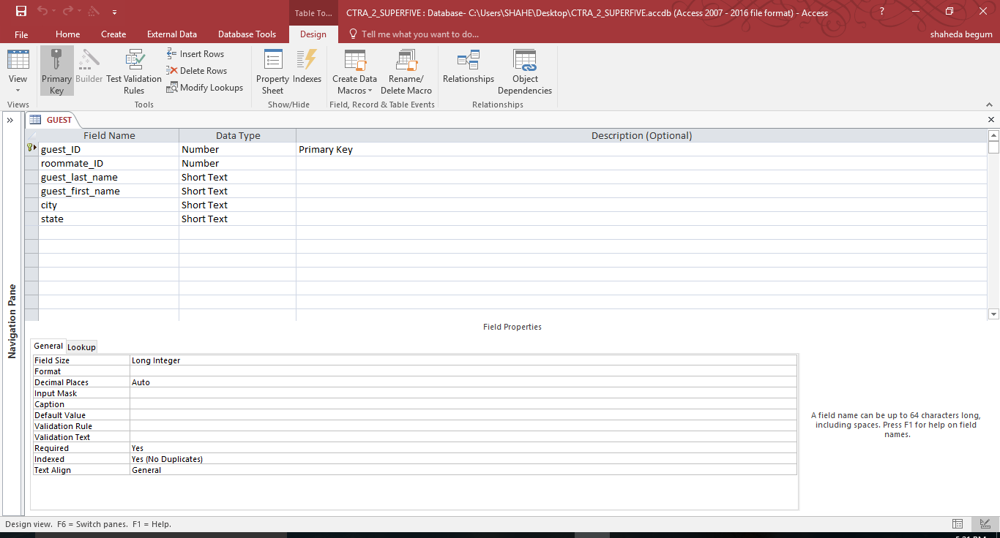 Table To...
CTRA_2_SUPERFIVE : Database- C:\Users\SHAHE\Desktop\CTRA_2_SUPERFIVE.accdb (Access 2007 - 2016 file format) - Access
?
File Home Create External Data Database Tools Design Tell me what you want to do... shaheda begum
View
Views
Primary Key
Builder
Test Validation Rules
Insert Rows
Delete Rows
Modify Lookups
Tools
Property Sheet
Indexes
Show/Hide
Create Data Macros
Rename/ Delete Macro
Field, Record & Table Events
Relationships
Object Dependencies
Relationships
»
GUEST
Navigation Pane
Field Name Data Type Description (Optional)
guest_ID Number Primary Key
roommate_ID Number
guest_last_name Short Text
guest_first_name Short Text
city Short Text
state Short Text
Field Properties
General Lookup
Field Size Long Integer
Format
Decimal Places Auto
Input Mask
Caption
Default Value
Validation Rule
Validation Text
Required Yes
Indexed Yes (No Duplicates)
Text Align General
A field name can be up to 64 characters long,
including spaces. Press F1 for help on field
names.
Design view. F6 = Switch panes. F1 = Help.